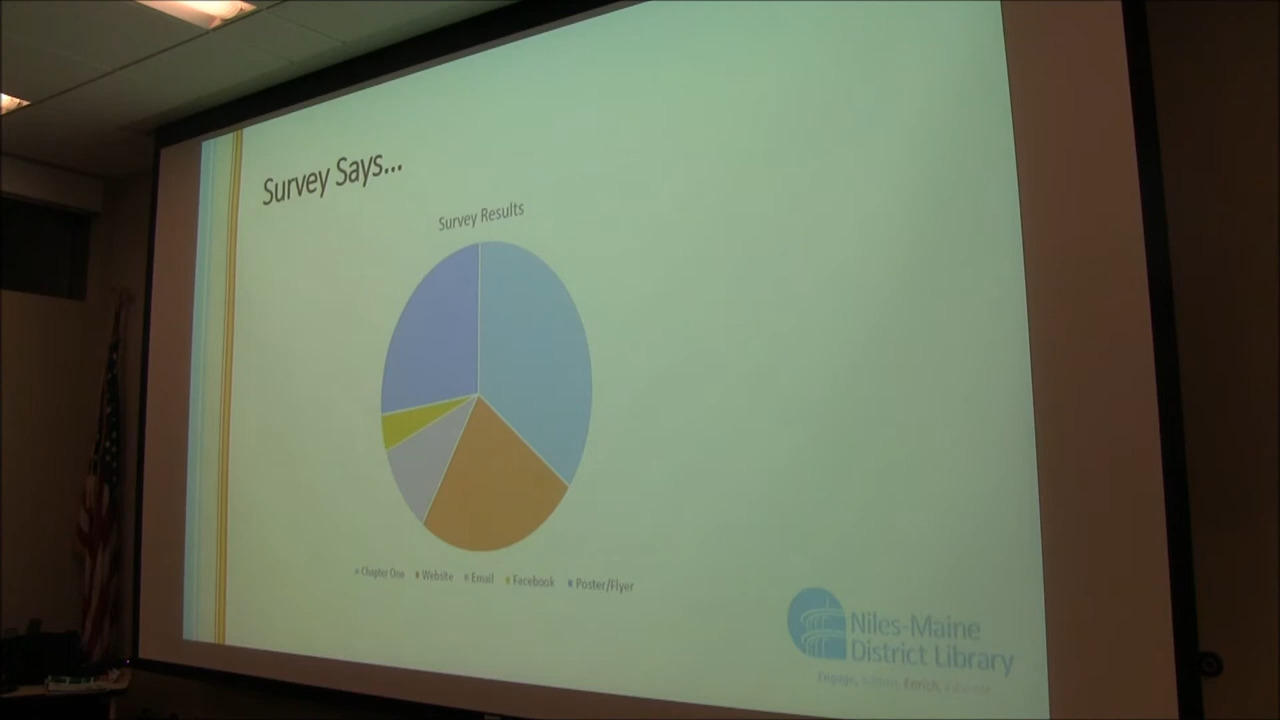 Survey Says...
Survey Results
Chapter One Website Email Facebook Poster/Flyer
Niles-Maine
District Library
Engage, Enrich,